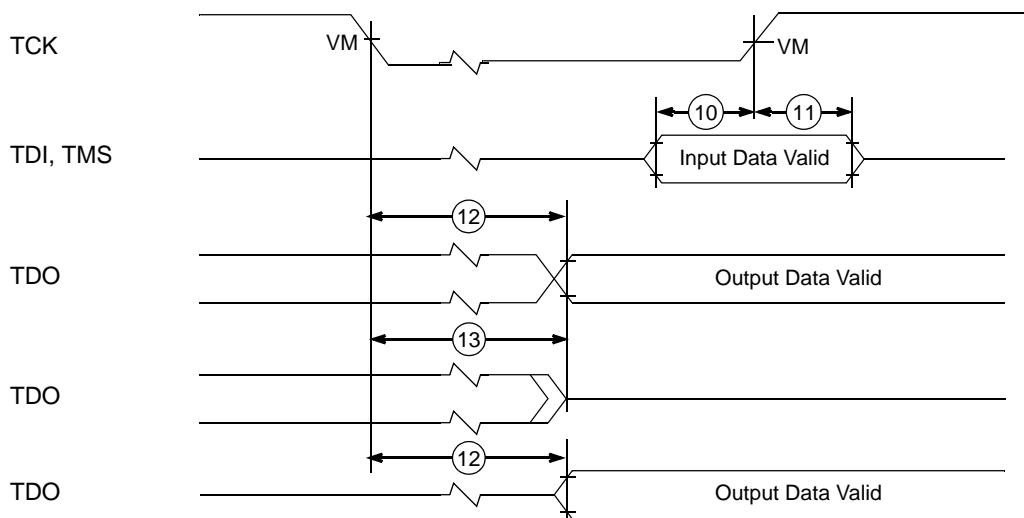 TCK
VM
VM
10
11
TDI, TMS
Input Data Valid
12
TDO
Output Data Valid
13
TDO
12
TDO
Output Data Valid